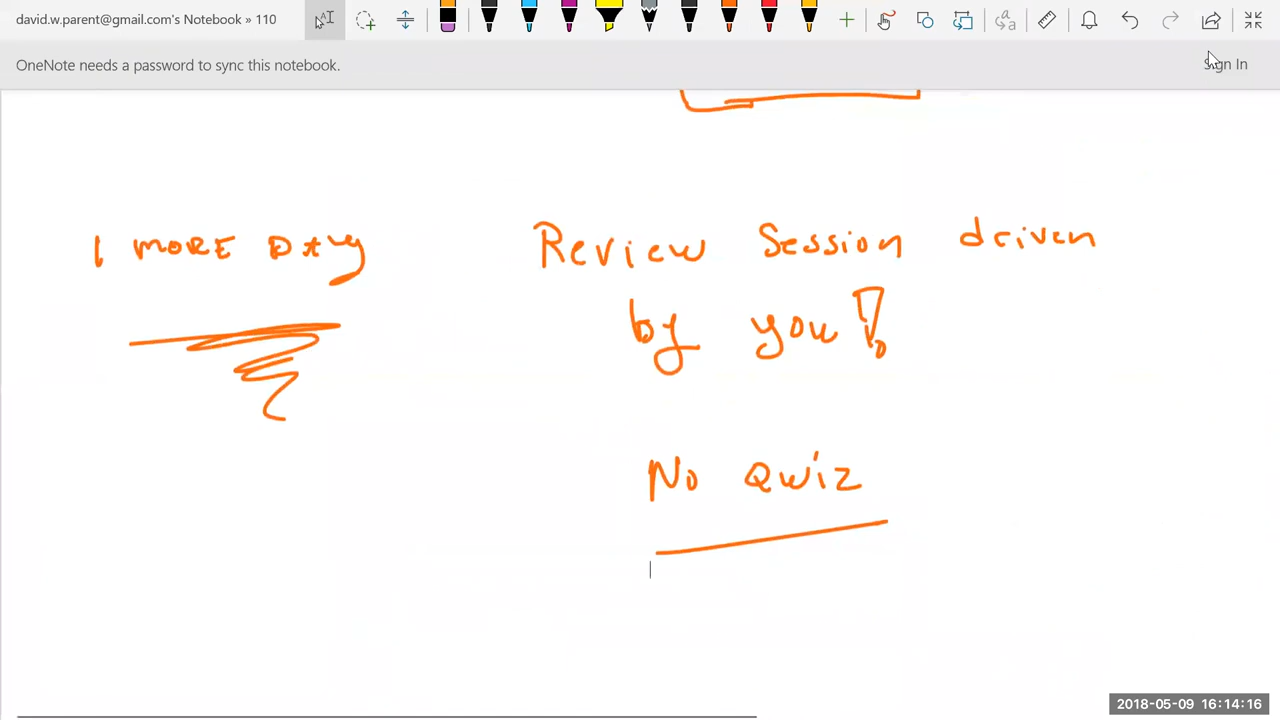 david.w.parent@gmail.com's Notebook » 110
OneNote needs a password to sync this notebook.
Sign In
1 MORE DAY
Review Session driven
by you!
No Qwiz
2018-05-09 16:14:16